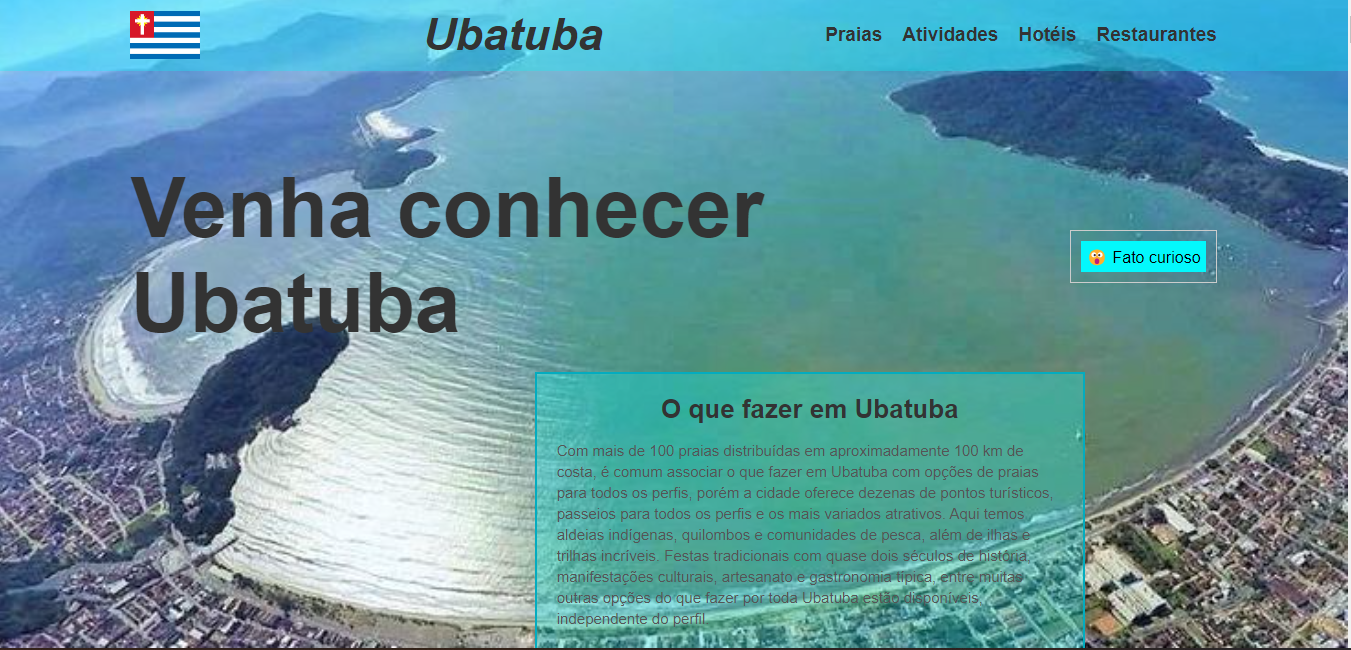 Ubatuba
Praias Atividades Hotéis Restaurantes
Venha conhecer
Ubatuba
😲 Fato curioso
O que fazer em Ubatuba
Com mais de 100 praias distribuídas em aproximadamente 100 km de
costa, é comum associar o que fazer em Ubatuba com opções de praias
para todos os perfis, porém a cidade oferece dezenas de pontos turísticos,
passeios para todos os perfis e os mais variados atrativos. Aqui temos
aldeias indígenas, quilombos e comunidades de pesca, além de ilhas e
trilhas incríveis. Festas tradicionais com quase dois séculos de história,
manifestações culturais, artesanato e gastronomia típica, entre muitas
outras opções do que fazer por toda Ubatuba estão disponíveis,
independente do perfil